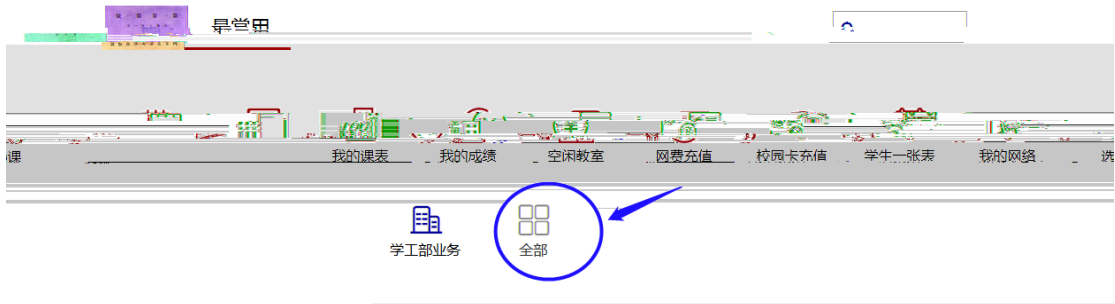 最常用
课 我的课表 我的成绩 空闲教室 网费充值 校园卡充值 学生一张表 我的网络 选
学工部业务 全部